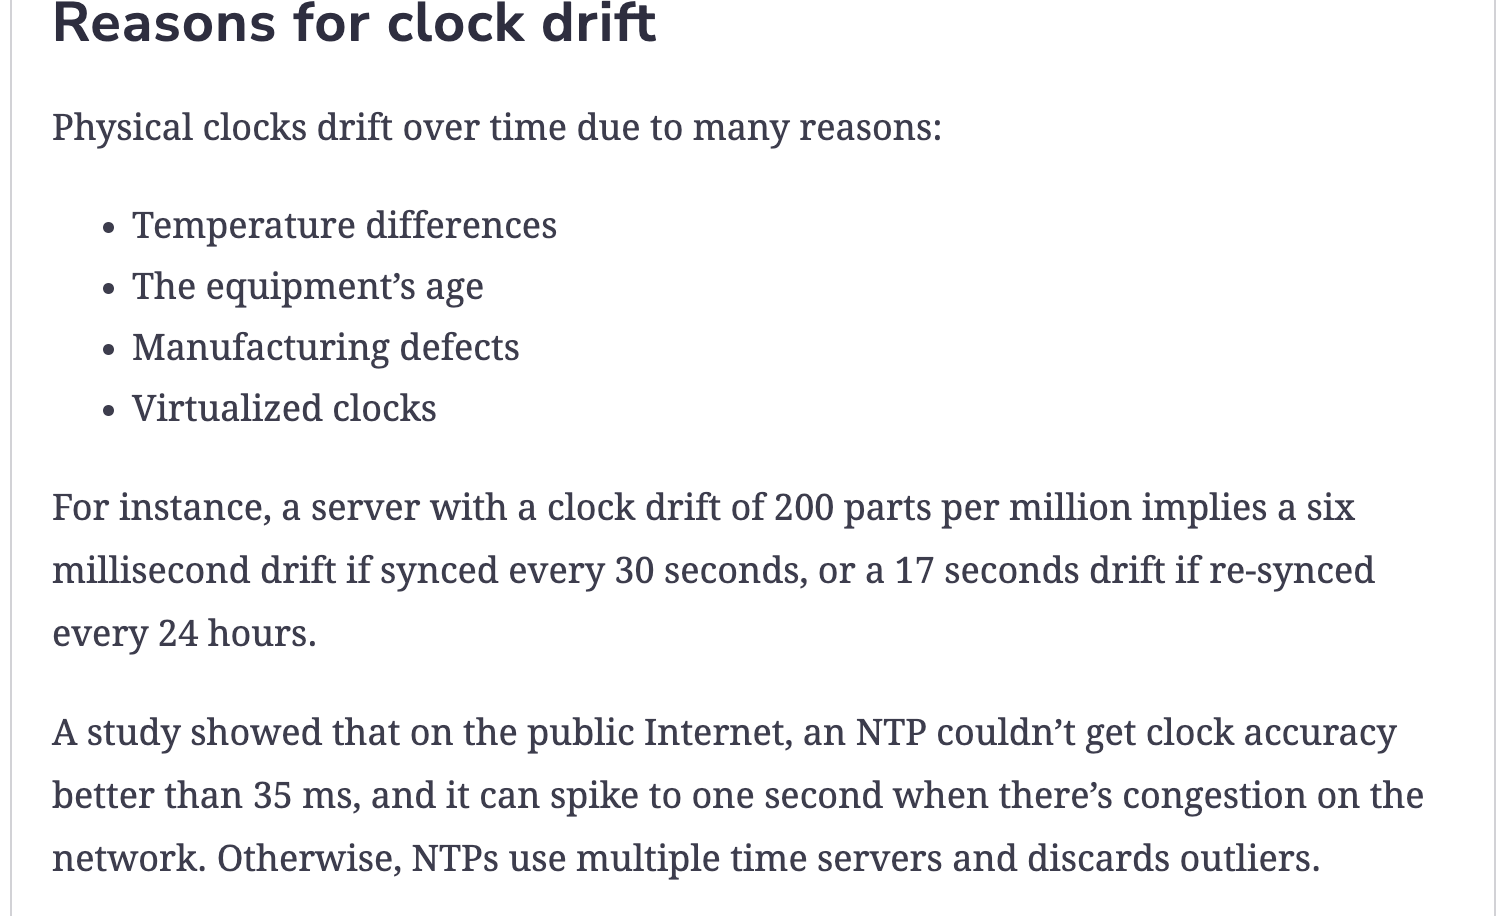 Reasons for clock drift
Physical clocks drift over time due to many reasons:
• Temperature differences
• The equipment’s age
• Manufacturing defects
• Virtualized clocks
For instance, a server with a clock drift of 200 parts per million implies a six
millisecond drift if synced every 30 seconds, or a 17 seconds drift if re-synced
every 24 hours.
A study showed that on the public Internet, an NTP couldn’t get clock accuracy
better than 35 ms, and it can spike to one second when there’s congestion on the
network. Otherwise, NTPs use multiple time servers and discards outliers.